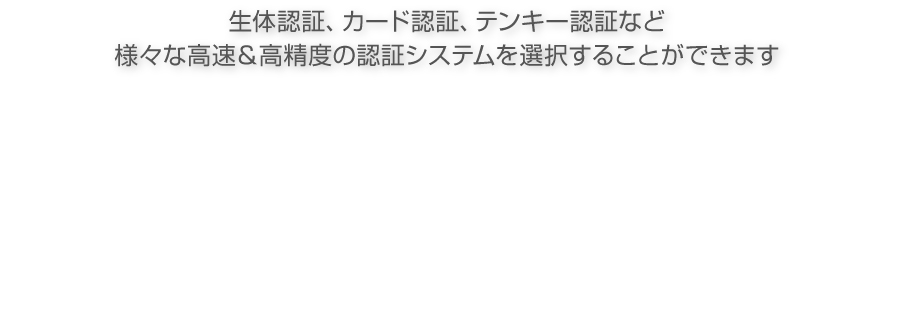 生体認証、カード認証、テンキー認証など
様々な高速＆高精度の認証システムを選択することができます